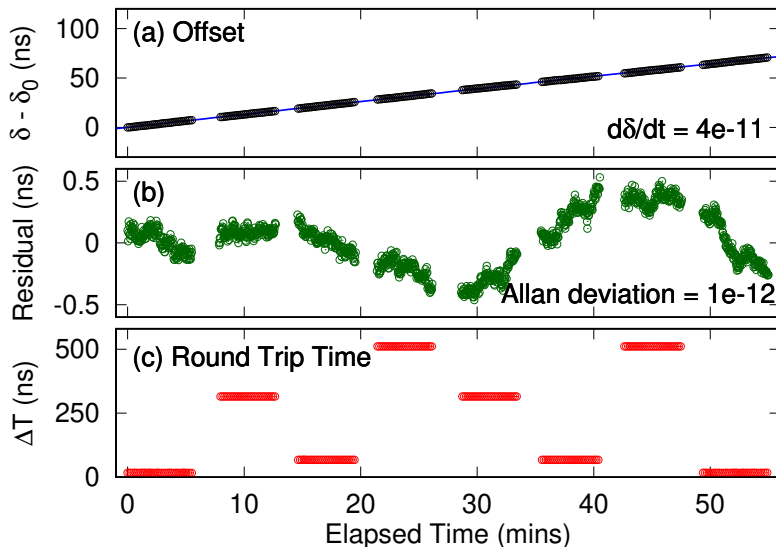 (a) Offset
δ - δ0 (ns)
100
50
0
dδ/dt = 4e-11
(b)
Residual (ns)
0.5
0
-0.5
Allan deviation = 1e-12
(c) Round Trip Time
ΔT (ns)
500
250
0
0 10 20 30 40 50
Elapsed Time (mins)